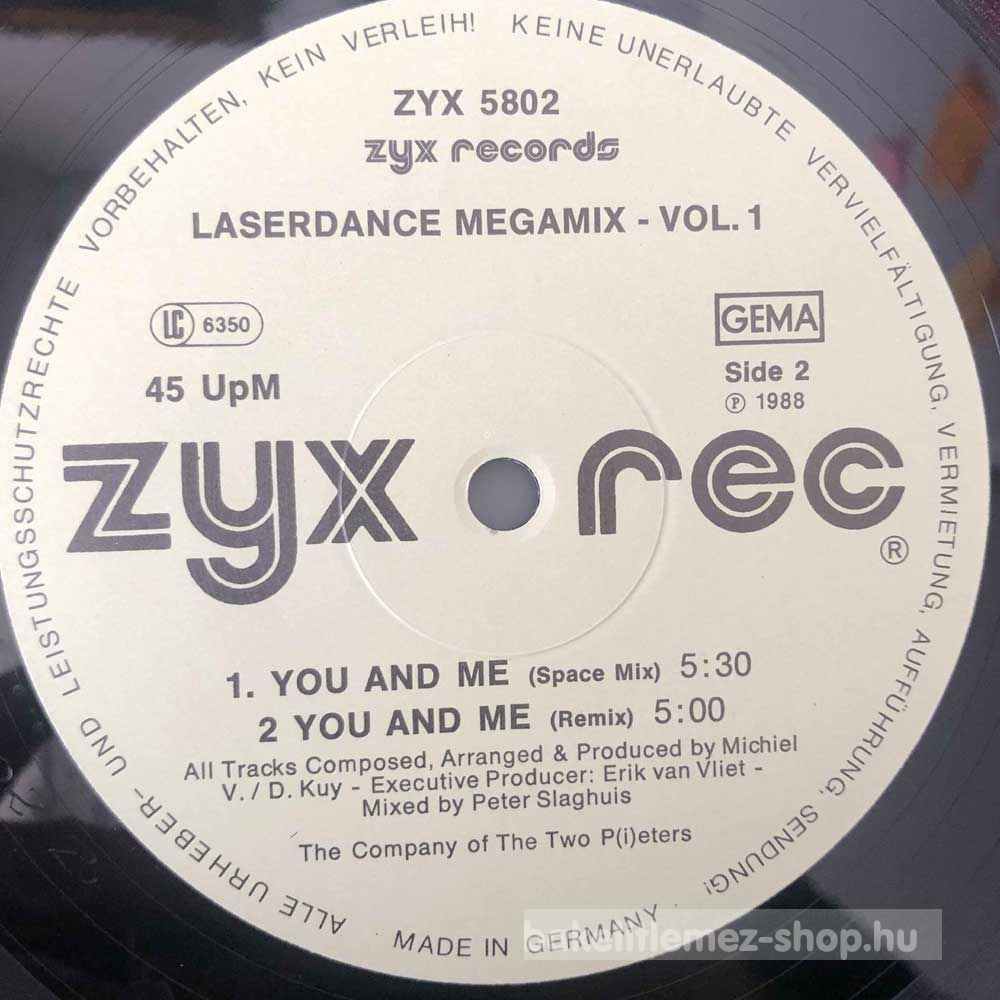 ALLE URHEBER- UND LEISTUNGSSCHUTZRECHTE VORBEHALTEN, KEIN VERLEIH! KEINE UNERLAUBTE VERVIELFÄLTIGUNG, VERMIETUNG, AUFFÜHRUNG, SENDUNG!
ZYX 5802
zyx records
LASERDANCE MEGAMIX - VOL. 1
LC 6350
GEMA
45 UpM
Side 2
℗ 1988
zyx rec
®
1. YOU AND ME (Space Mix) 5:30
2 YOU AND ME (Remix) 5:00
All Tracks Composed, Arranged & Produced by Michiel
V. / D. Kuy - Executive Producer: Erik van Vliet -
Mixed by Peter Slaghuis
The Company of The Two P(i)eters
MADE IN GERMANY
bakelitlemez-shop.hu